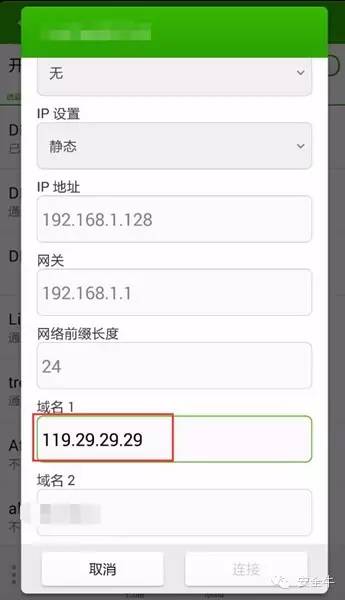 开
无
IP 设置
静态
IP 地址
192.168.1.128
网关
192.168.1.1
网络前缀长度
24
域名 1
119.29.29.29
域名 2
取消
连接
安全牛